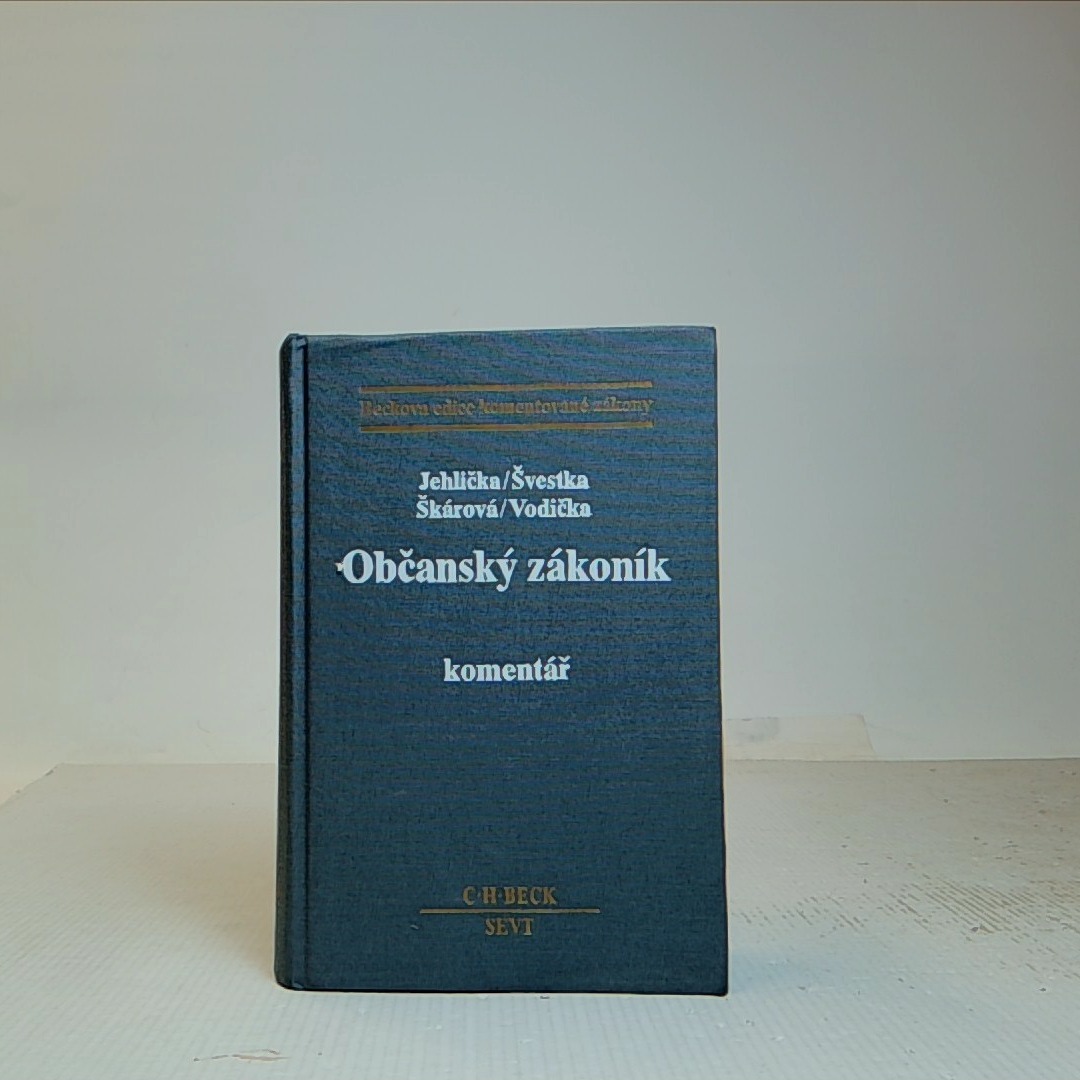 Beckova edice komentované zákony
Jehlička/Švestka
Škárová/Vodička
Občanský zákoník
komentář
C·H·BECK
SEVT